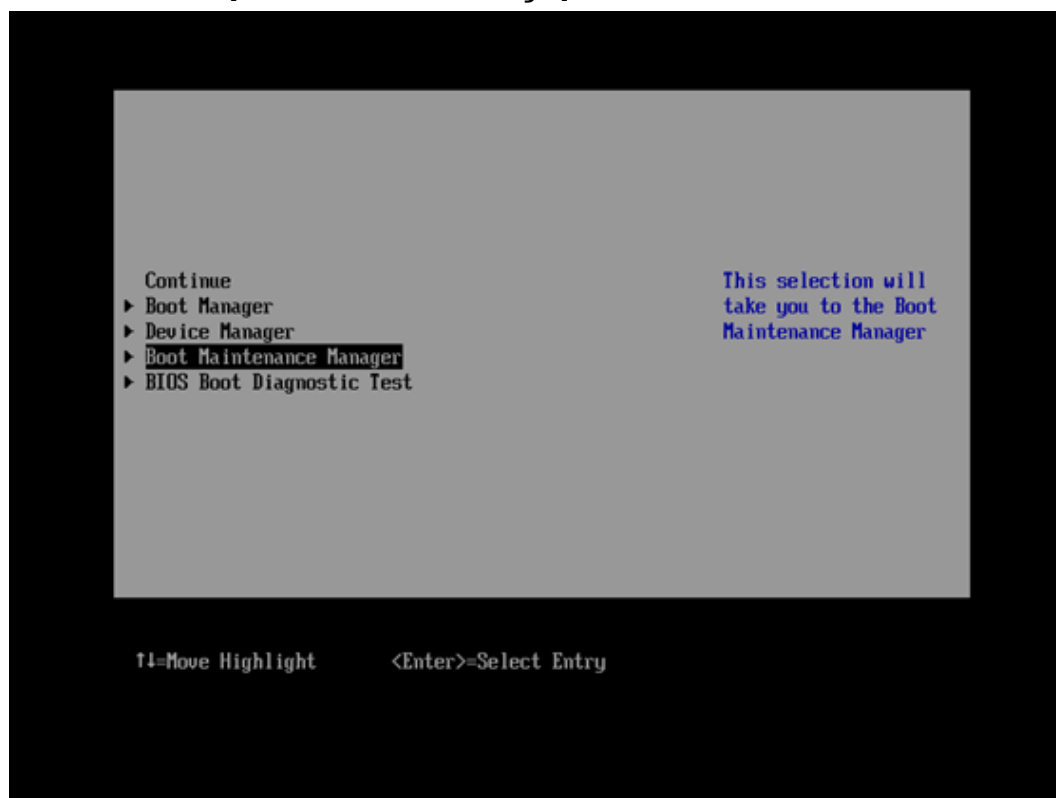 Continue
Boot Manager
Device Manager
Boot Maintenance Manager
BIOS Boot Diagnostic Test
This selection will
take you to the Boot
Maintenance Manager
↑↓=Move Highlight <Enter>=Select Entry